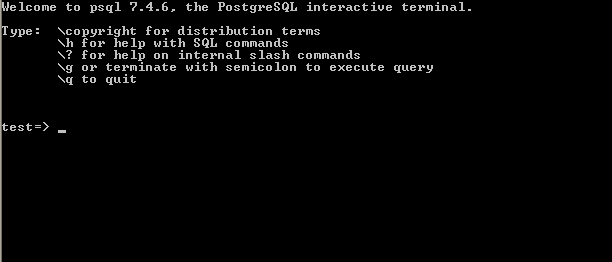 Welcome to psql 7.4.6, the PostgreSQL interactive terminal.
Type:  \copyright for distribution terms
       \h for help with SQL commands
       \? for help on internal slash commands
       \g or terminate with semicolon to execute query
       \q to quit
test=> _